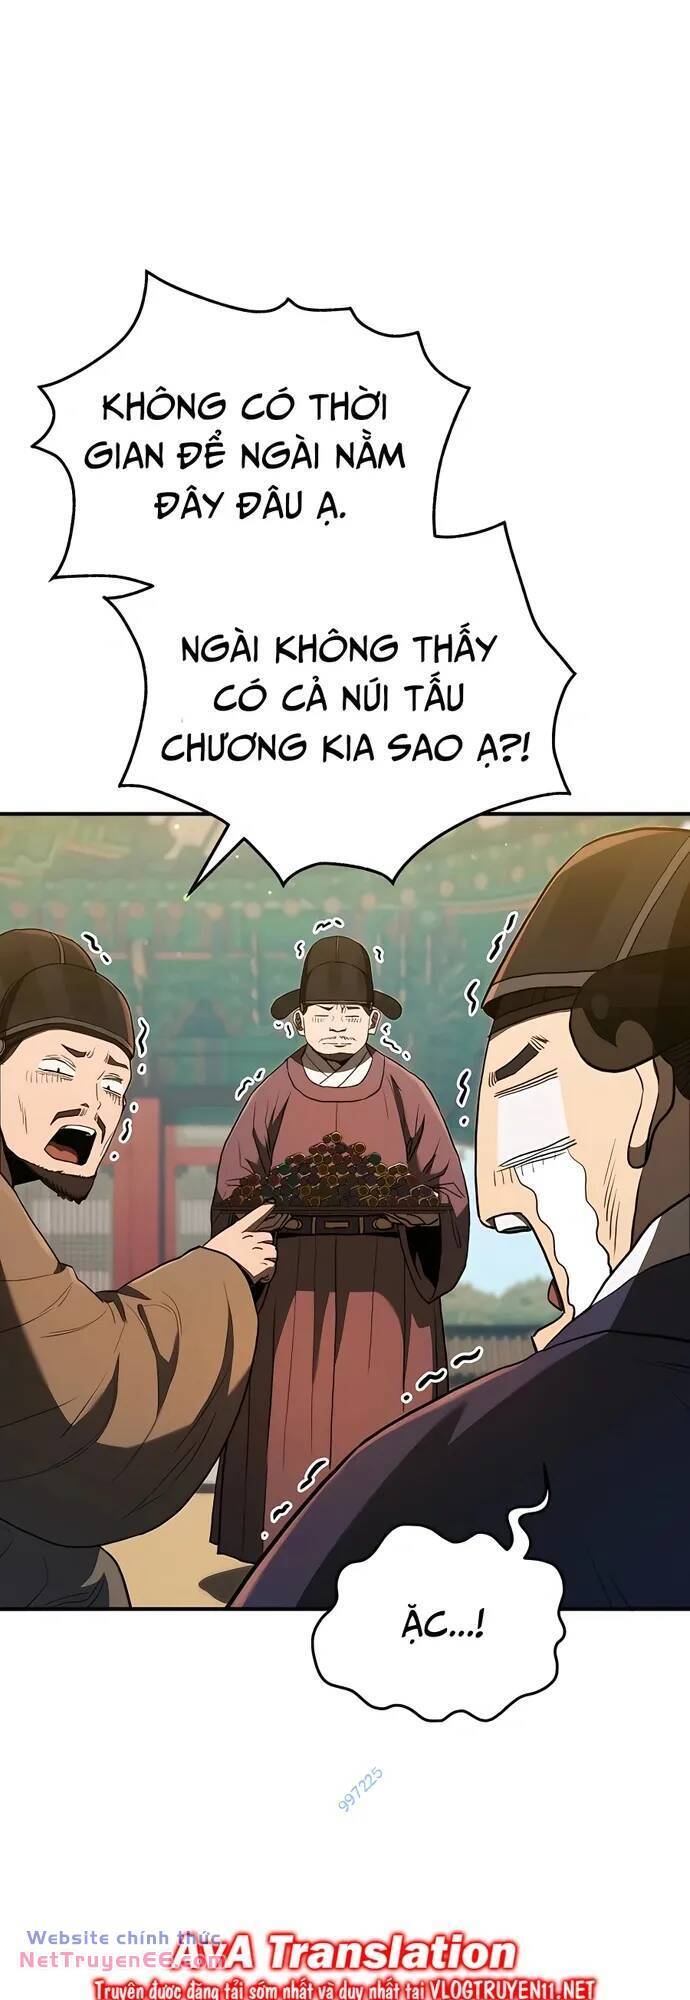 KHÔNG CÓ THỜI
GIAN ĐỂ NGÀI NẰM
ĐÂY ĐÂU Ạ.
NGÀI KHÔNG THẤY
CÓ CẢ NÚI TẤU
CHƯƠNG KIA SAO Ạ?!
ẶC...!
997225
Website chính thức
NetTruyen66.com
AYA Translation
Truyện được đăng tải sớm nhất và duy nhất tại VLOGTRUYEN11.NET